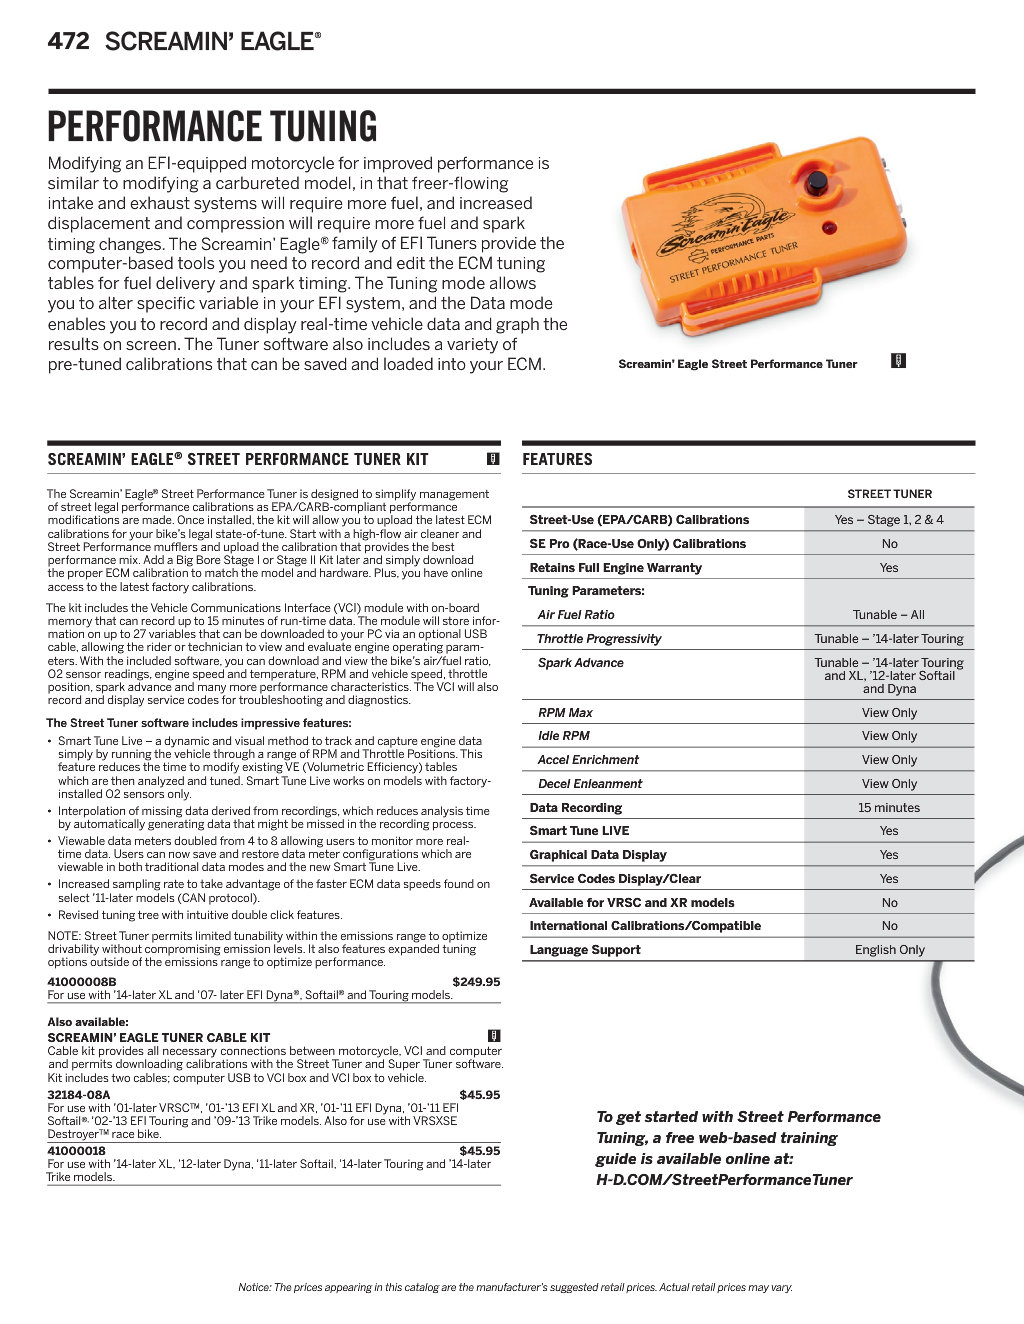 472 SCREAMIN’ EAGLE®
PERFORMANCE TUNING
Modifying an EFI-equipped motorcycle for improved performance is
similar to modifying a carbureted model, in that freer-flowing
intake and exhaust systems will require more fuel, and increased
displacement and compression will require more fuel and spark
timing changes. The Screamin’ Eagle® family of EFI Tuners provide the
computer-based tools you need to record and edit the ECM tuning
tables for fuel delivery and spark timing. The Tuning mode allows
you to alter specific variable in your EFI system, and the Data mode
enables you to record and display real-time vehicle data and graph the
results on screen. The Tuner software also includes a variety of
pre-tuned calibrations that can be saved and loaded into your ECM.
Screamin’ Eagle
PERFORMANCE PARTS
STREET PERFORMANCE TUNER
Screamin’ Eagle Street Performance Tuner
SCREAMIN’ EAGLE® STREET PERFORMANCE TUNER KIT
The Screamin’ Eagle® Street Performance Tuner is designed to simplify management
of street legal performance calibrations as EPA/CARB-compliant performance
modifications are made. Once installed, the kit will allow you to upload the latest ECM
calibrations for your bike’s legal state-of-tune. Start with a high-flow air cleaner and
Street Performance mufflers and upload the calibration that provides the best
performance mix. Add a Big Bore Stage I or Stage II Kit later and simply download
the proper ECM calibration to match the model and hardware. Plus, you have online
access to the latest factory calibrations.
The kit includes the Vehicle Communications Interface (VCI) module with on-board
memory that can record up to 15 minutes of run-time data. The module will store infor-
mation on up to 27 variables that can be downloaded to your PC via an optional USB
cable, allowing the rider or technician to view and evaluate engine operating param-
eters. With the included software, you can download and view the bike’s air/fuel ratio,
O2 sensor readings, engine speed and temperature, RPM and vehicle speed, throttle
position, spark advance and many more performance characteristics. The VCI will also
record and display service codes for troubleshooting and diagnostics.
The Street Tuner software includes impressive features:
• Smart Tune Live – a dynamic and visual method to track and capture engine data
simply by running the vehicle through a range of RPM and Throttle Positions. This
feature reduces the time to modify existing VE (Volumetric Efficiency) tables
which are then analyzed and tuned. Smart Tune Live works on models with factory-
installed O2 sensors only.
• Interpolation of missing data derived from recordings, which reduces analysis time
by automatically generating data that might be missed in the recording process.
• Viewable data meters doubled from 4 to 8 allowing users to monitor more real-
time data. Users can now save and restore data meter configurations which are
viewable in both traditional data modes and the new Smart Tune Live.
• Increased sampling rate to take advantage of the faster ECM data speeds found on
select ’11-later models (CAN protocol).
• Revised tuning tree with intuitive double click features.
NOTE: Street Tuner permits limited tunability within the emissions range to optimize
drivability without compromising emission levels. It also features expanded tuning
options outside of the emissions range to optimize performance.
41000008B $249.95
For use with ’14-later XL and ’07- later EFI Dyna®, Softail® and Touring models.
Also available:
SCREAMIN’ EAGLE TUNER CABLE KIT
Cable kit provides all necessary connections between motorcycle, VCI and computer
and permits downloading calibrations with the Street Tuner and Super Tuner software.
Kit includes two cables; computer USB to VCI box and VCI box to vehicle.
32184-08A $45.95
For use with ’01-later VRSC™, ’01-’13 EFI XL and XR, ’01-’11 EFI Dyna, ’01-’11 EFI
Softail®, ‘02-’13 EFI Touring and ’09-’13 Trike models. Also for use with VRSXSE
Destroyer™ race bike.
41000018 $45.95
For use with ’14-later XL, ’12-later Dyna, ’11-later Softail, ’14-later Touring and ’14-later
Trike models.
FEATURES
STREET TUNER
Street-Use (EPA/CARB) Calibrations Yes – Stage 1, 2 & 4
SE Pro (Race-Use Only) Calibrations No
Retains Full Engine Warranty Yes
Tuning Parameters:
Air Fuel Ratio Tunable – All
Throttle Progressivity Tunable – ’14-later Touring
Spark Advance Tunable – ’14-later Touring
and XL, ’12-later Softail
and Dyna
RPM Max View Only
Idle RPM View Only
Accel Enrichment View Only
Decel Enleanment View Only
Data Recording 15 minutes
Smart Tune LIVE Yes
Graphical Data Display Yes
Service Codes Display/Clear Yes
Available for VRSC and XR models No
International Calibrations/Compatible No
Language Support English Only
To get started with Street Performance
Tuning, a free web-based training
guide is available online at:
H-D.COM/StreetPerformanceTuner
Notice: The prices appearing in this catalog are the manufacturer’s suggested retail prices. Actual retail prices may vary.